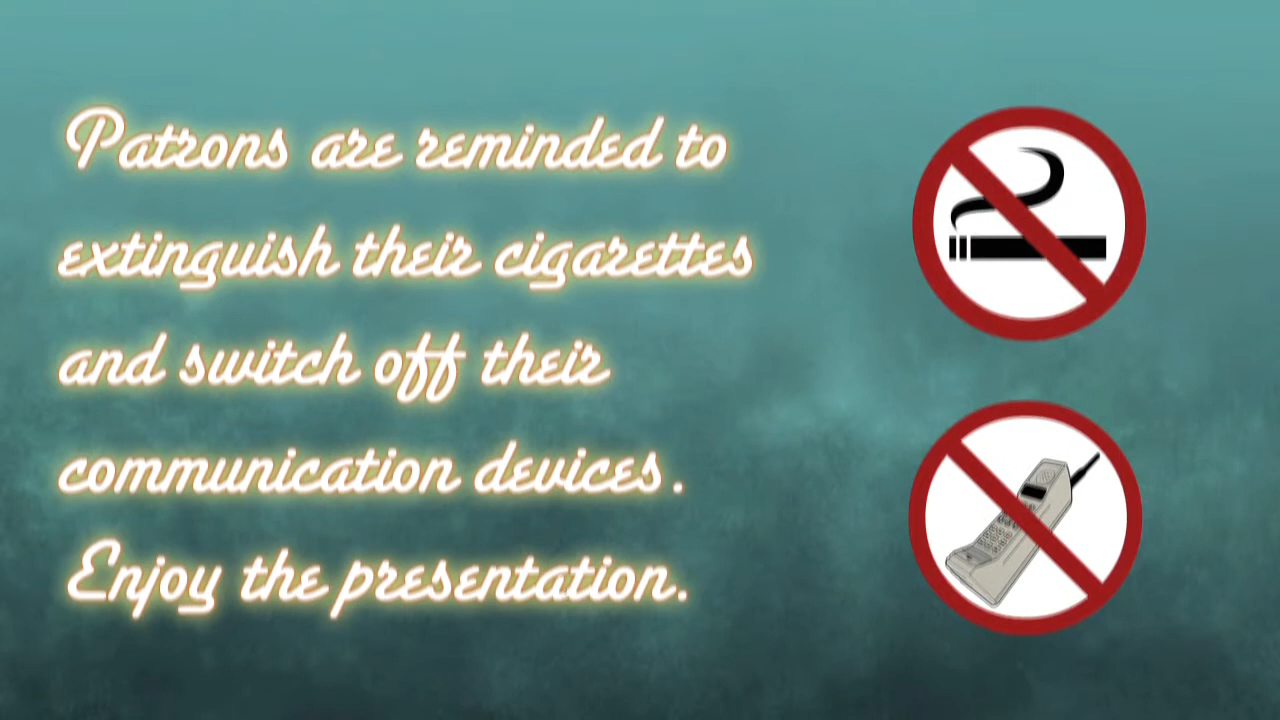 Patrons are reminded to
extinguish their cigarettes
and switch off their
communication devices.
Enjoy the presentation.